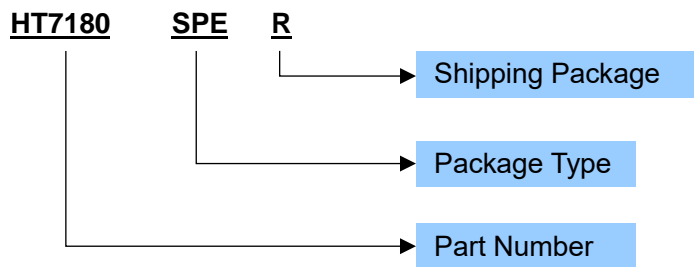 HT7180 SPE R
Shipping Package
Package Type
Part Number